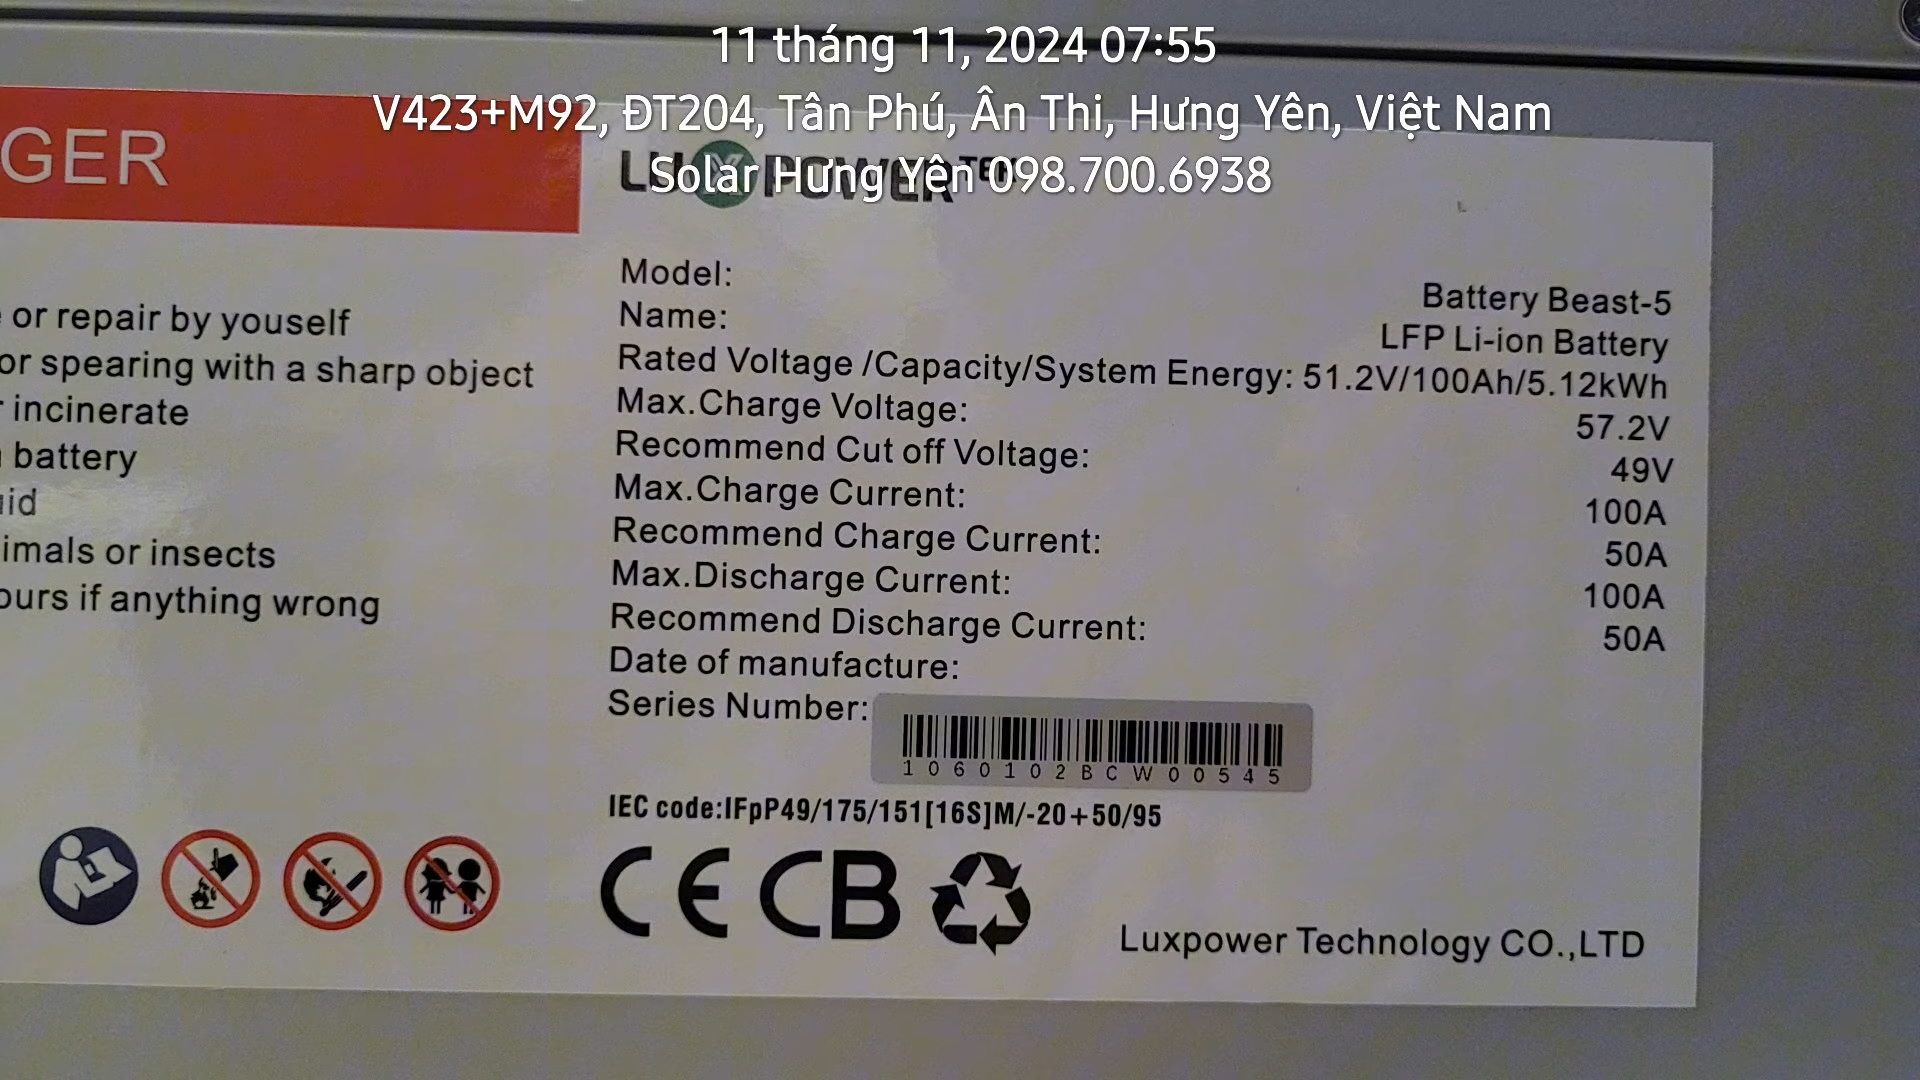 11 tháng 11, 2024 07:55
V423+M92, ĐT204, Tân Phú, Ân Thi, Hưng Yên, Việt Nam
Solar Hưng Yên 098.700.6938
GER
or repair by youself
or spearing with a sharp object
incinerate
battery
imals or insects
ours if anything wrong
LUXPOWERTEK
Model: Battery Beast-5
Name: LFP Li-ion Battery
Rated Voltage /Capacity/System Energy: 51.2V/100Ah/5.12kWh
Max.Charge Voltage: 57.2V
Recommend Cut off Voltage: 49V
Max.Charge Current: 100A
Recommend Charge Current: 50A
Max.Discharge Current: 100A
Recommend Discharge Current: 50A
Date of manufacture:
Series Number:
1060102BCW00545
IEC code:IFpP49/175/151[16S]M/-20+50/95
CE CB
Luxpower Technology CO.,LTD